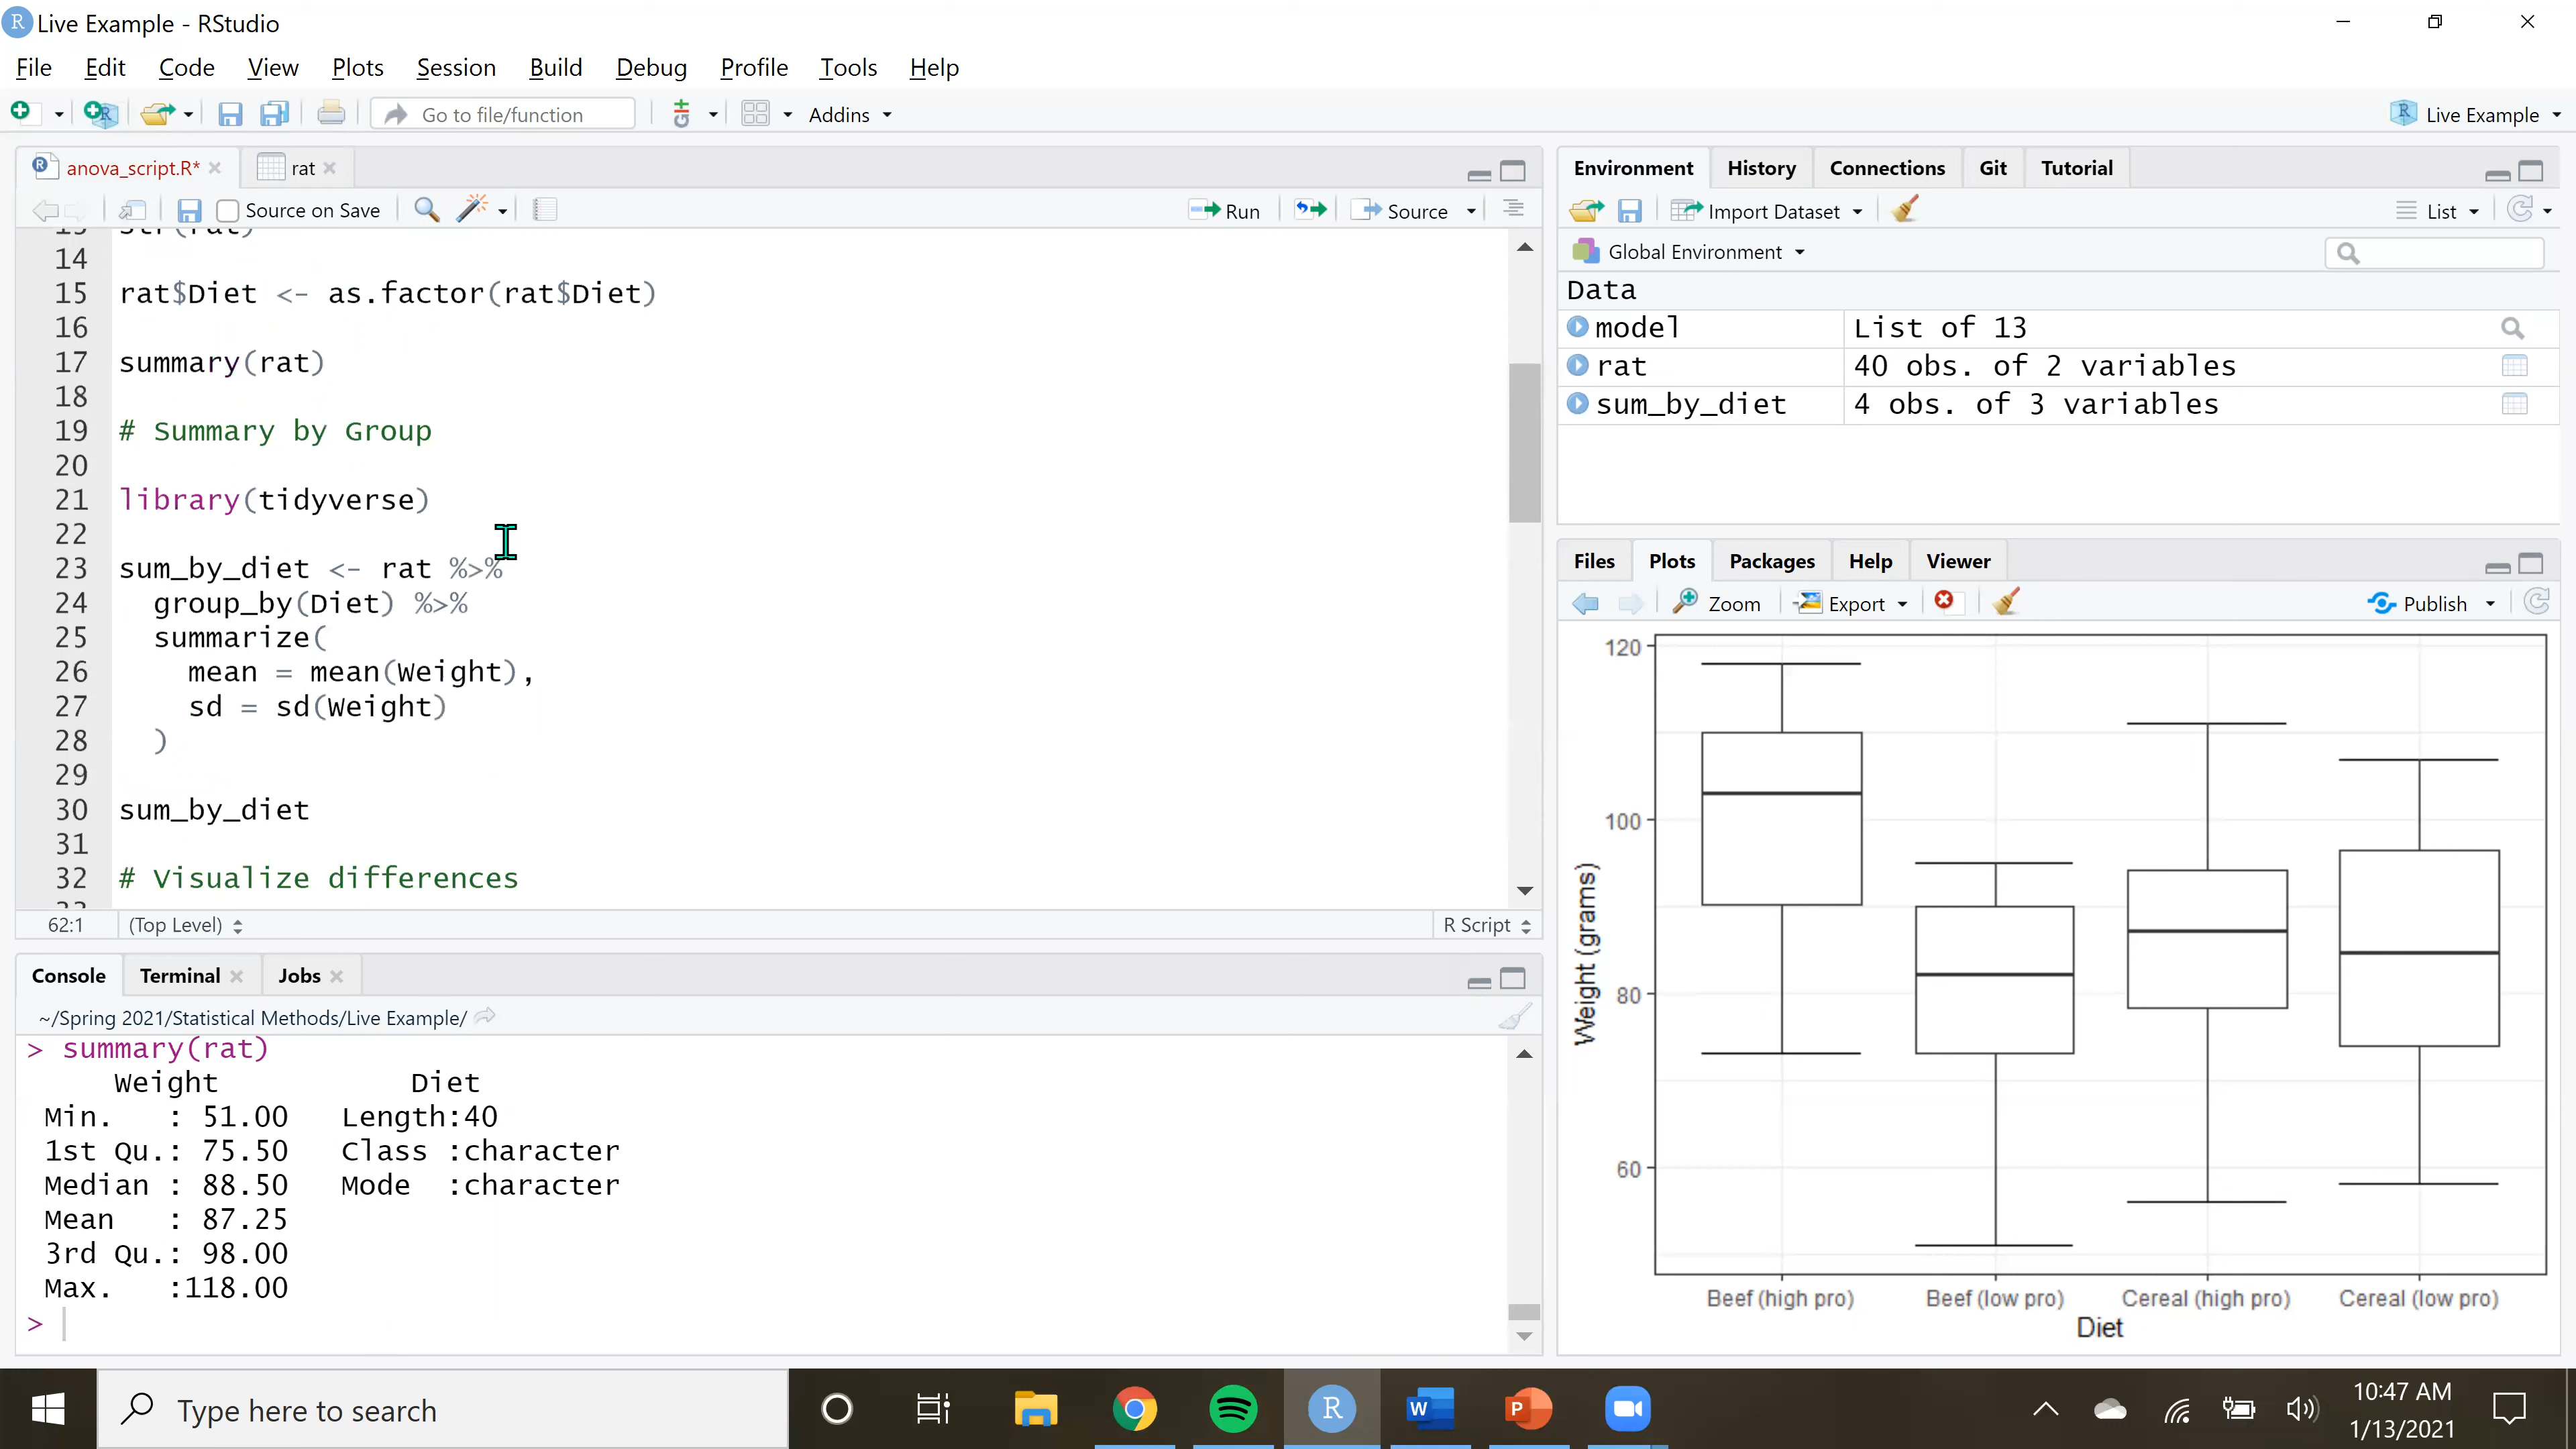 Live Example - RStudio
File Edit Code View Plots Session Build Debug Profile Tools Help
Go to file/function Addins Live Example
anova_script.R* rat
Source on Save Run Source
13 str(rat)
14
15 rat$Diet <- as.factor(rat$Diet)
16
17 summary(rat)
18
19 # Summary by Group
20
21 library(tidyverse)
22
23 sum_by_diet <- rat %>%
24 group_by(Diet) %>%
25 summarize(
26 mean = mean(Weight),
27 sd = sd(Weight)
28 )
29
30 sum_by_diet
31
32 # Visualize differences
62:1 (Top Level) R Script
Console Terminal Jobs
~/Spring 2021/Statistical Methods/Live Example/
> summary(rat)
Weight Diet
Min. : 51.00 Length:40
1st Qu.: 75.50 Class :character
Median : 88.50 Mode :character
Mean : 87.25
3rd Qu.: 98.00
Max. :118.00
>
Environment History Connections Git Tutorial
Import Dataset List
Global Environment
Data
model List of 13
rat 40 obs. of 2 variables
sum_by_diet 4 obs. of 3 variables
Files Plots Packages Help Viewer
Zoom Export Publish
120
100
80
60
Weight (grams)
Beef (high pro) Beef (low pro) Cereal (high pro) Cereal (low pro)
Diet
Type here to search
10:47 AM
1/13/2021